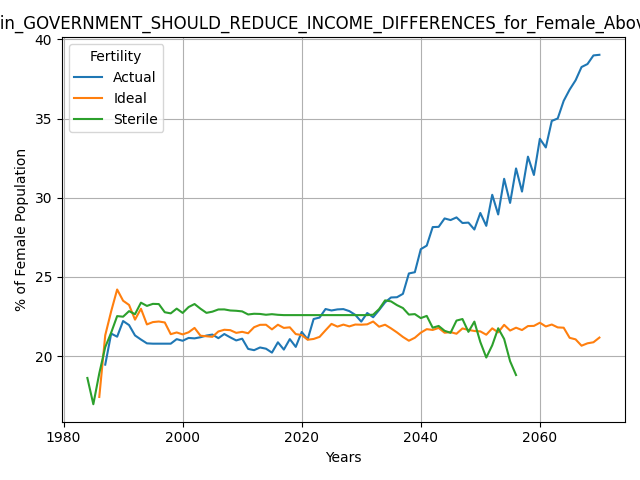 in_GOVERNMENT_SHOULD_REDUCE_INCOME_DIFFERENCES_for_Female_Abov
40
35
30
25
20
% of Female Population
Fertility
Actual
Ideal
Sterile
1980
2000
2020
2040
2060
Years